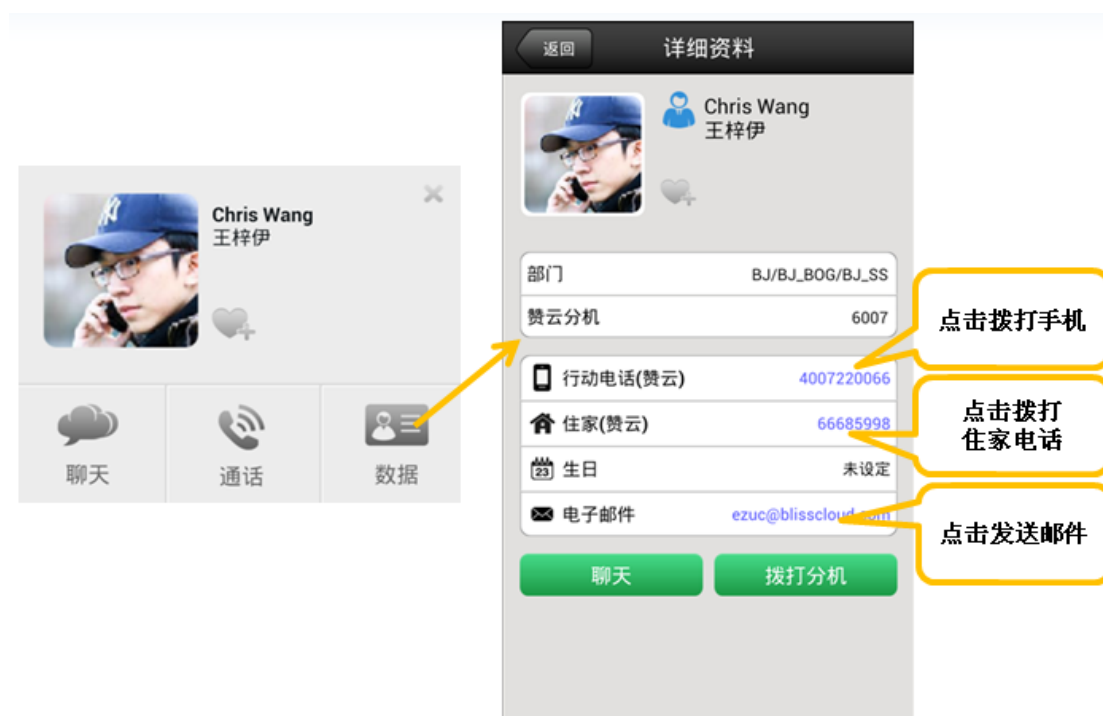 Chris Wang
王梓伊
聊天
通话
数据
返回
详细资料
Chris Wang
王梓伊
部门 BJ/BJ_BOG/BJ_SS
赞云分机 6007
行动电话(赞云) 4007220066
住家(赞云) 66685998
23 生日 未设定
电子邮件 ezuc@blisscloud.com
聊天 拨打分机
点击拨打手机
点击拨打
住家电话
点击发送邮件